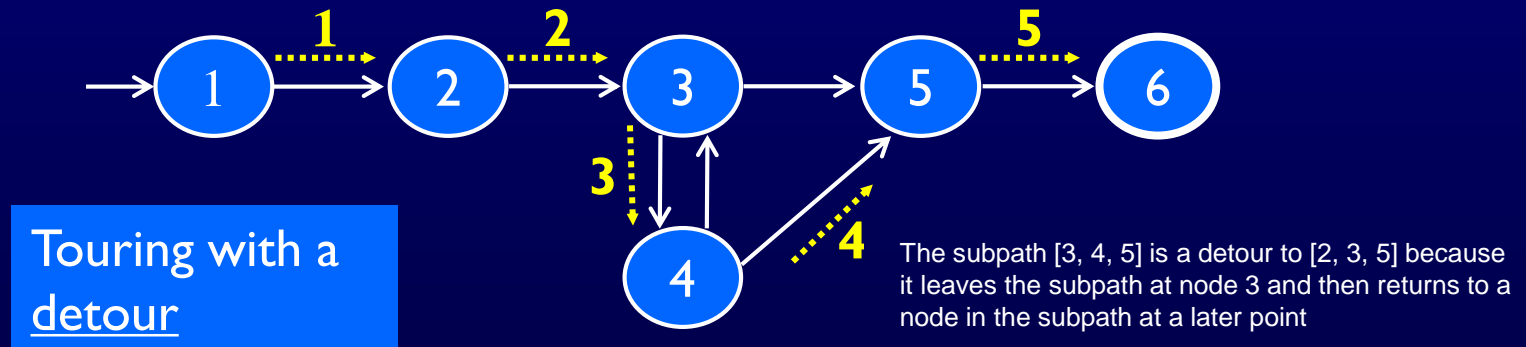 1 2 5
1 2 3 5 6
3
4
4
Touring with a
detour
The subpath [3, 4, 5] is a detour to [2, 3, 5] because
it leaves the subpath at node 3 and then returns to a
node in the subpath at a later point